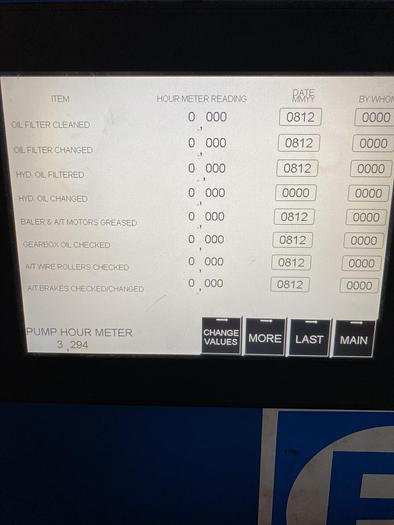 ITEM HOUR METER READING DATE MMYY BY WHOM
OIL FILTER CLEANED 0,000 0812 0000
OIL FILTER CHANGED 0,000 0812 0000
HYD. OIL FILTERED 0,000 0812 0000
HYD. OIL CHANGED 0,000 0000 0000
BALER & A/T MOTORS GREASED 0,000 0812 0000
GEARBOX OIL CHECKED 0,000 0812 0000
A/T WIRE ROLLERS CHECKED 0,000 0812 0000
A/T BRAKES CHECKED/CHANGED 0,000 0812 0000
PUMP HOUR METER
3,294
CHANGE VALUES MORE LAST MAIN